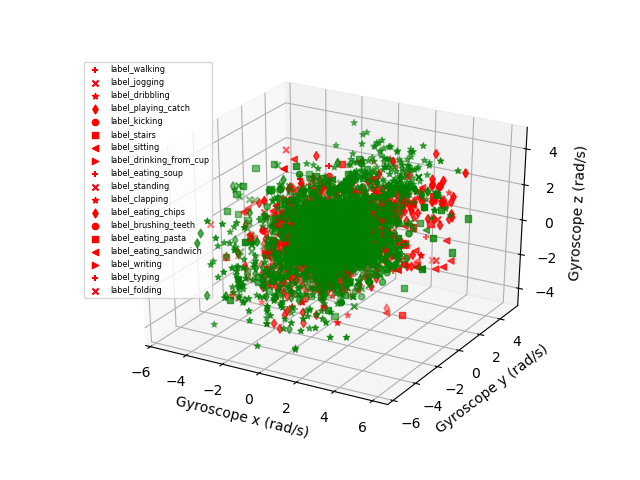 label_walking
label_jogging
label_dribbling
label_playing_catch
label_kicking
label_stairs
label_sitting
label_drinking_from_cup
label_eating_soup
label_standing
label_clapping
label_eating_chips
label_brushing_teeth
label_eating_pasta
label_eating_sandwich
label_writing
label_typing
label_folding
−6 −4 −2 0 2 4 6
Gyroscope x (rad/s)
−6 −4 −2 0 2 4
Gyroscope y (rad/s)
4
2
0
−2
−4
Gyroscope z (rad/s)